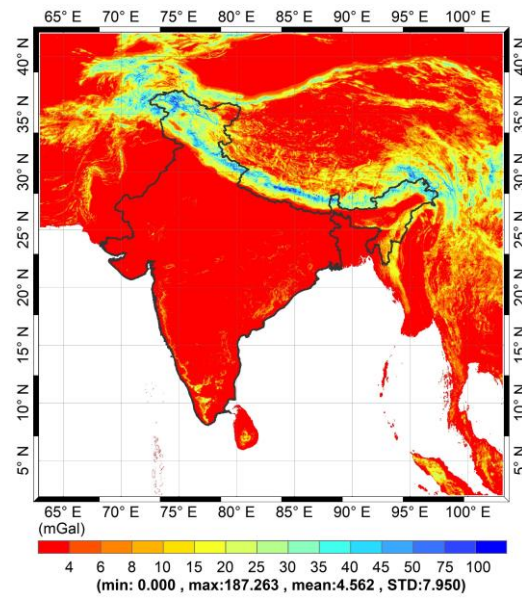 65° E 70° E 75° E 80° E 85° E 90° E 95° E 100° E
40° N 40° N
35° N 35° N
30° N 30° N
25° N 25° N
20° N 20° N
15° N 15° N
10° N 10° N
5° N 5° N
65° E 70° E 75° E 80° E 85° E 90° E 95° E 100° E
(mGal)
4 6 8 10 15 20 25 30 35 40 45 50 75 100
(min: 0.000 , max:187.263 , mean:4.562 , STD:7.950)